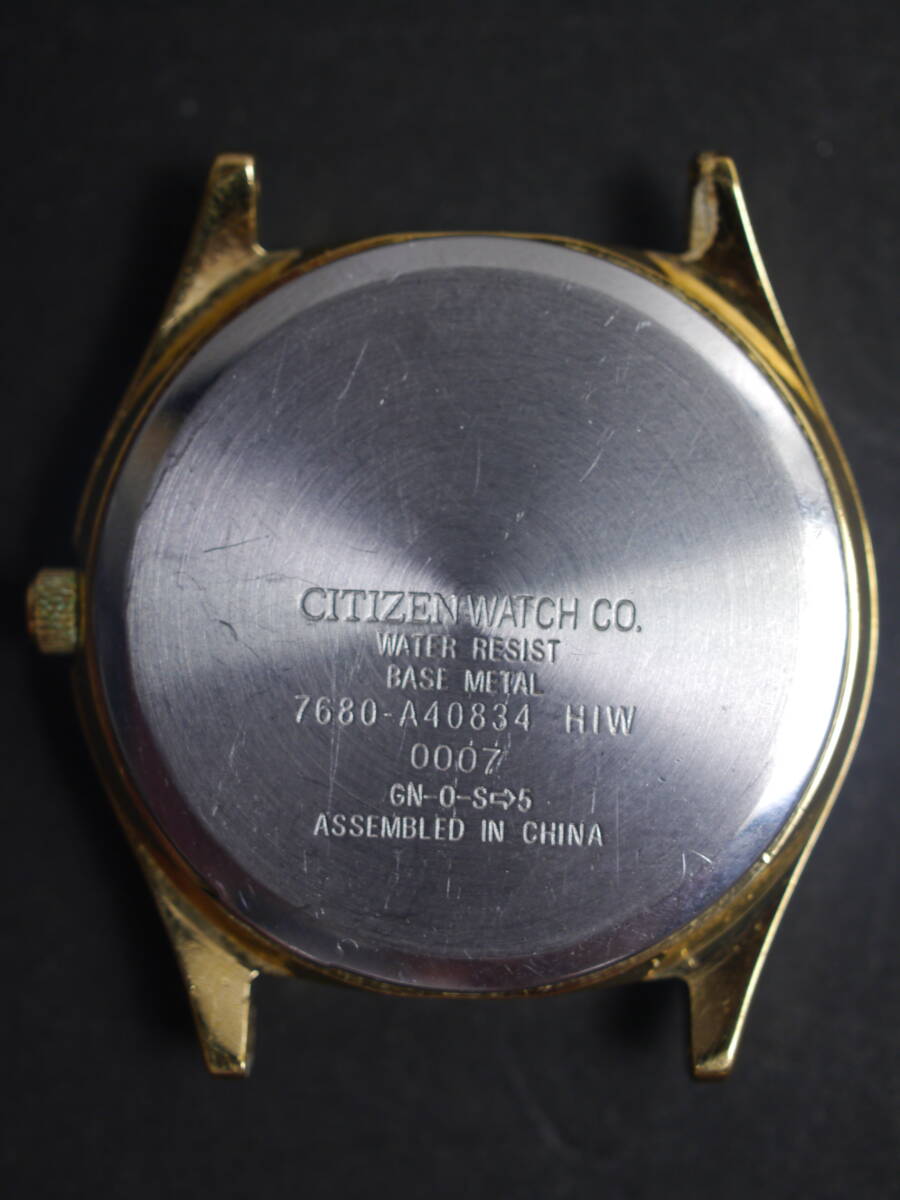 CITIZEN WATCH CO.
WATER RESIST
BASE METAL
7680-A40834 HIW
0007
GN-0-S⇨5
ASSEMBLED IN CHINA